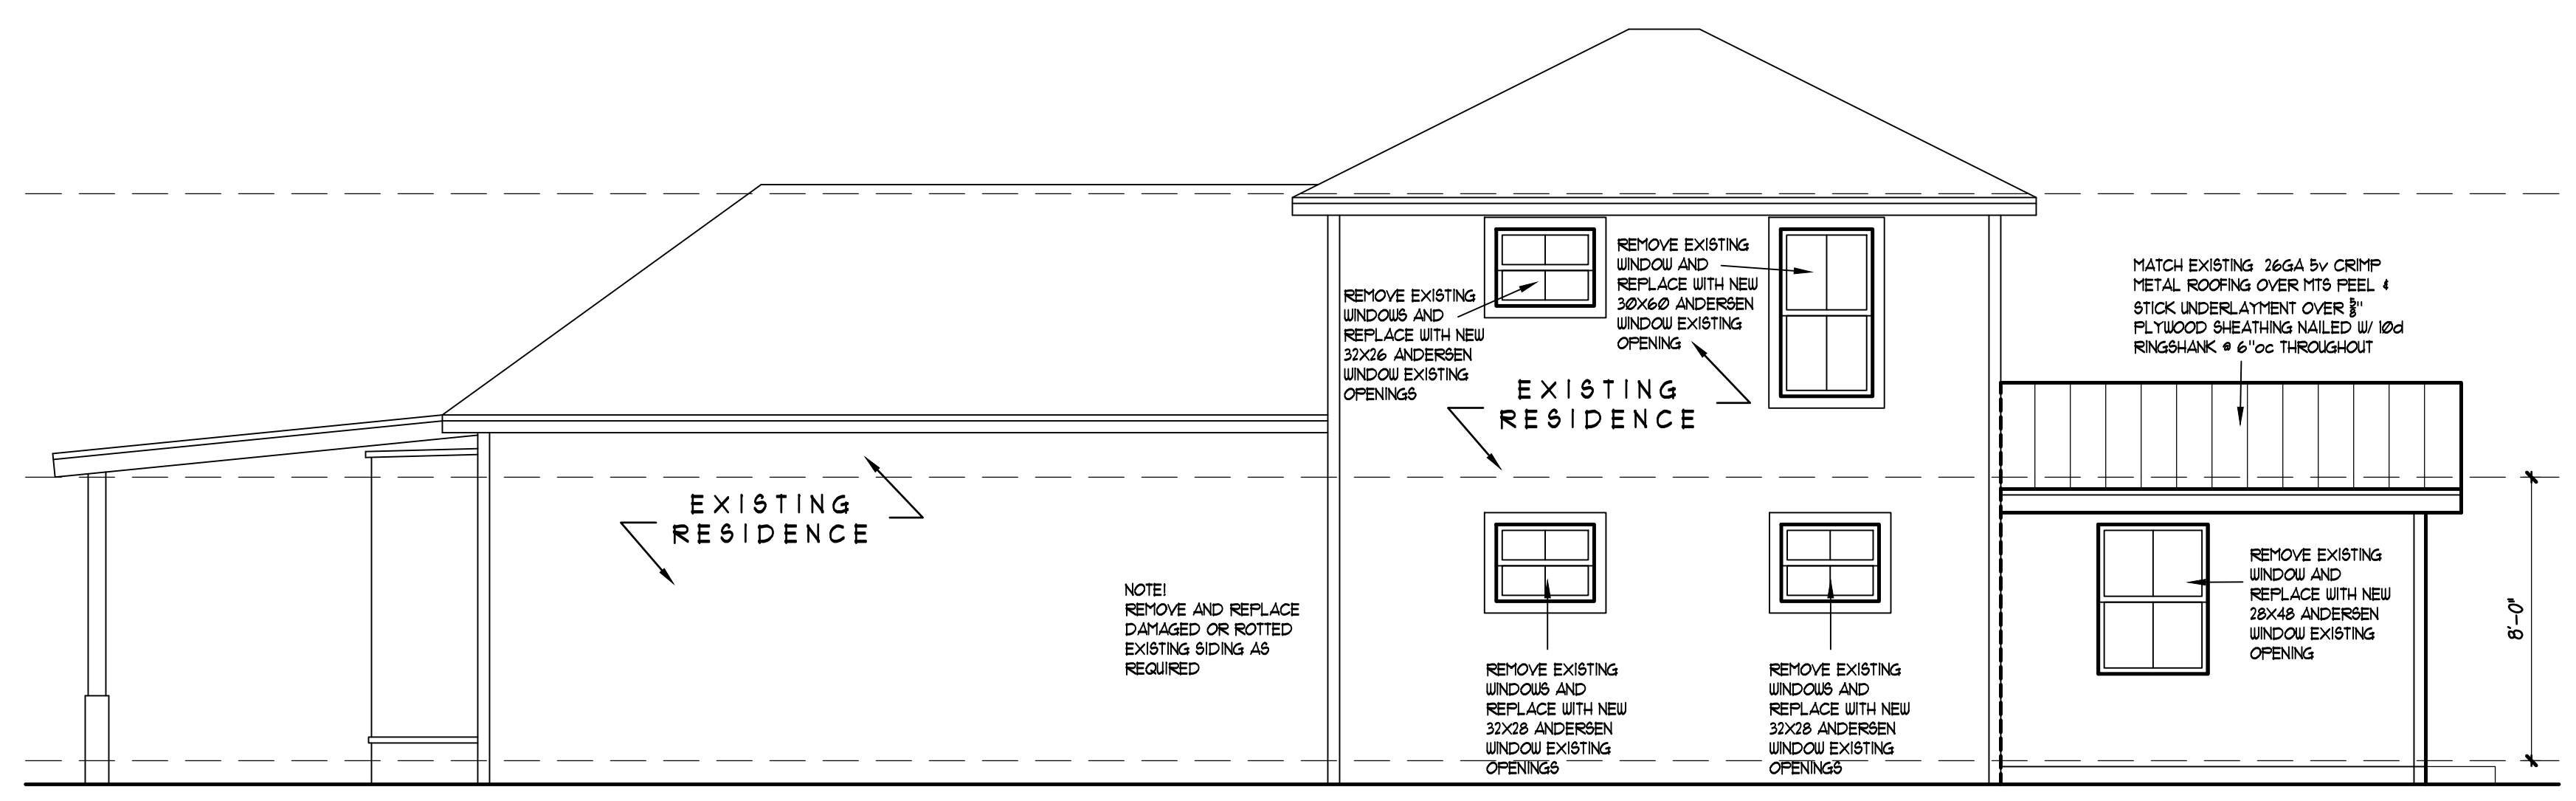 REMOVE EXISTING
WINDOWS AND
REPLACE WITH NEW
32X26 ANDERSEN
WINDOW EXISTING
OPENINGS
REMOVE EXISTING
WINDOW AND
REPLACE WITH NEW
30X60 ANDERSEN
WINDOW EXISTING
OPENING
MATCH EXISTING 26GA 5v CRIMP
METAL ROOFING OVER MTS PEEL &
STICK UNDERLAYMENT OVER 5/8"
PLYWOOD SHEATHING NAILED W/ 10d
RINGSHANK @ 6"oc THROUGHOUT
EXISTING
RESIDENCE
EXISTING
RESIDENCE
NOTE!
REMOVE AND REPLACE
DAMAGED OR ROTTED
EXISTING SIDING AS
REQUIRED
REMOVE EXISTING
WINDOWS AND
REPLACE WITH NEW
32X28 ANDERSEN
WINDOW EXISTING
OPENINGS
REMOVE EXISTING
WINDOWS AND
REPLACE WITH NEW
32X28 ANDERSEN
WINDOW EXISTING
OPENINGS
REMOVE EXISTING
WINDOW AND
REPLACE WITH NEW
28X48 ANDERSEN
WINDOW EXISTING
OPENING
8'-0"